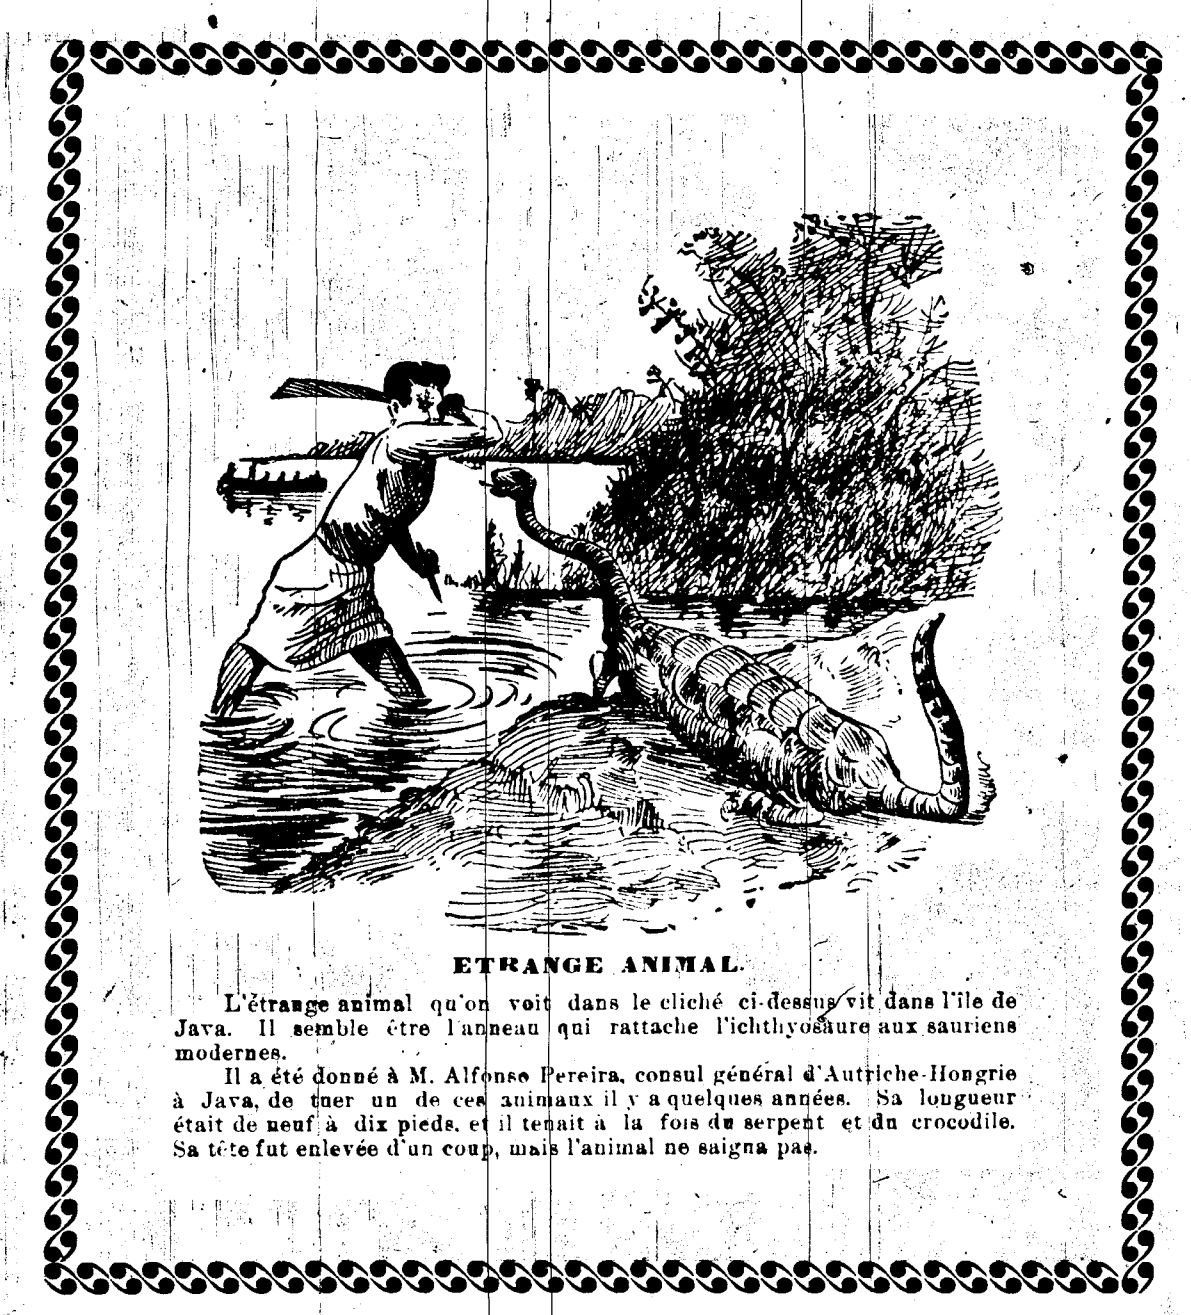 ETRANGE ANIMAL.
L'étrange animal qu'on voit dans le cliché ci-dessus vit dans l'île de
Java. Il semble être l'anneau qui rattache l'ichthyosaure aux sauriens
modernes.
Il a été donné à M. Alfonse Pereira, consul général d'Autriche-Hongrie
à Java, de tuer un de ces animaux il y a quelques années. Sa longueur
était de neuf à dix pieds, et il tenait à la fois du serpent et du crocodile.
Sa tête fut enlevée d'un coup, mais l'animal ne saigna pas.